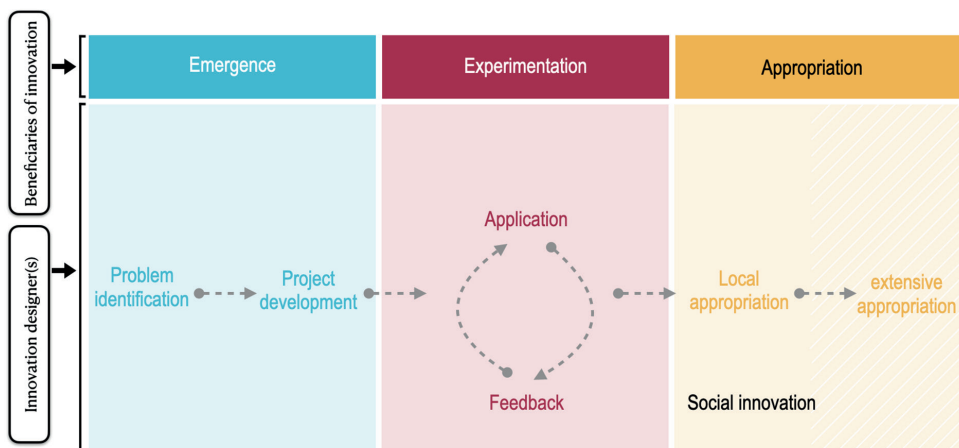 Beneficiaries of innovation
Innovation designer(s)
Emergence
Experimentation
Appropriation
Problem
identification
Project
development
Application
Feedback
Local
appropriation
extensive
appropriation
Social innovation